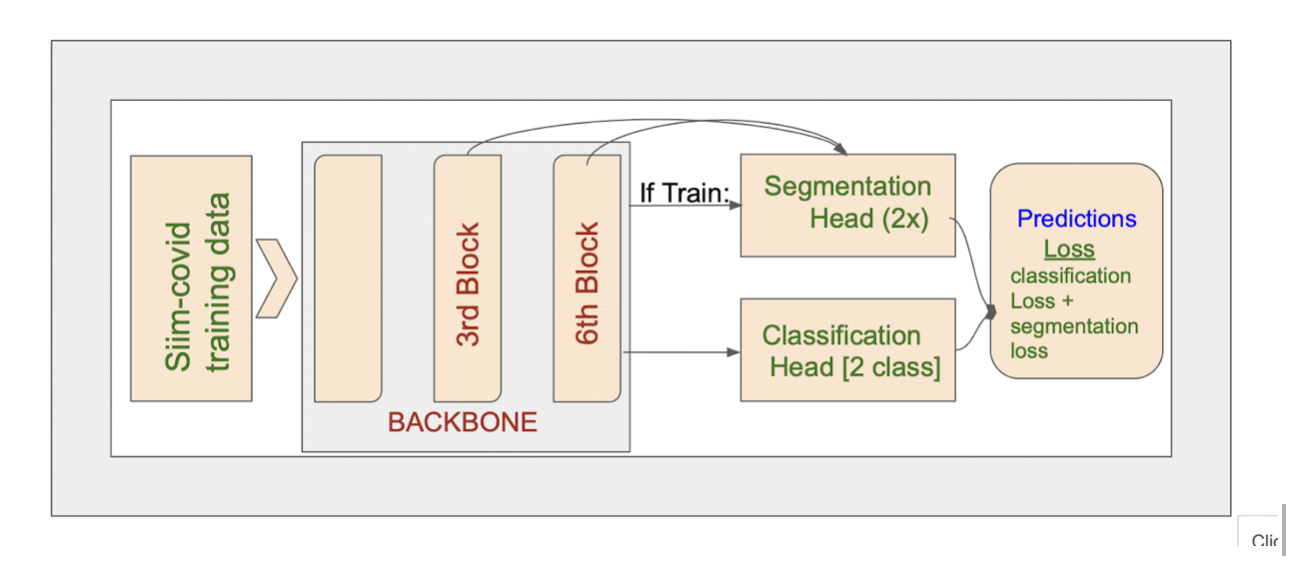 Siim-covid
training data
3rd Block
6th Block
BACKBONE
If Train:
Segmentation
Head (2x)
Classification
Head [2 class]
Predictions
Loss
classification
Loss +
segmentation
loss